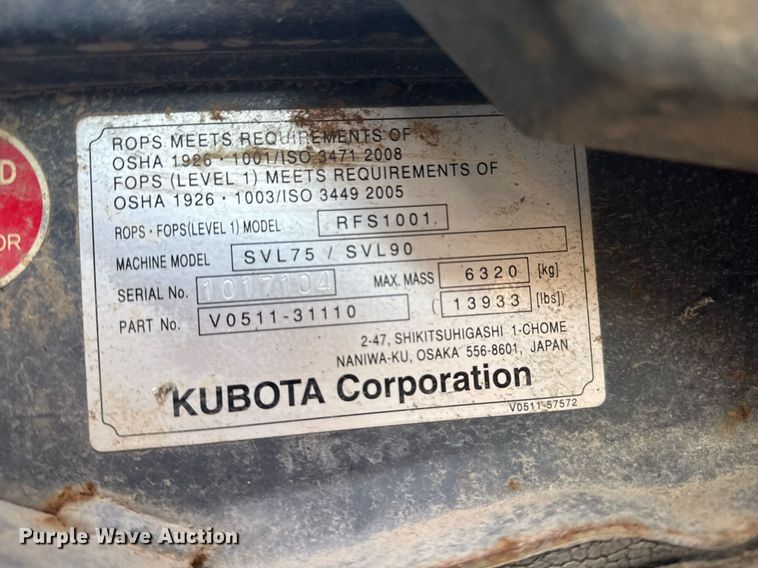 ROPS MEETS REQUIREMENTS OF
OSHA 1926 · 1001/ISO 3471 2008
FOPS (LEVEL 1) MEETS REQUIREMENTS OF
OSHA 1926 · 1003/ISO 3449 2005
ROPS · FOPS(LEVEL 1) MODEL RFS1001
MACHINE MODEL SVL75 / SVL90
SERIAL No. 1017104 MAX. MASS 6320 [kg]
PART No. V0511-31110 ( 13933 [lbs])
2-47, SHIKITSUHIGASHI 1-CHOME
NANIWA-KU, OSAKA 556-8601, JAPAN
KUBOTA Corporation
V0511-57572
Purple Wave Auction®